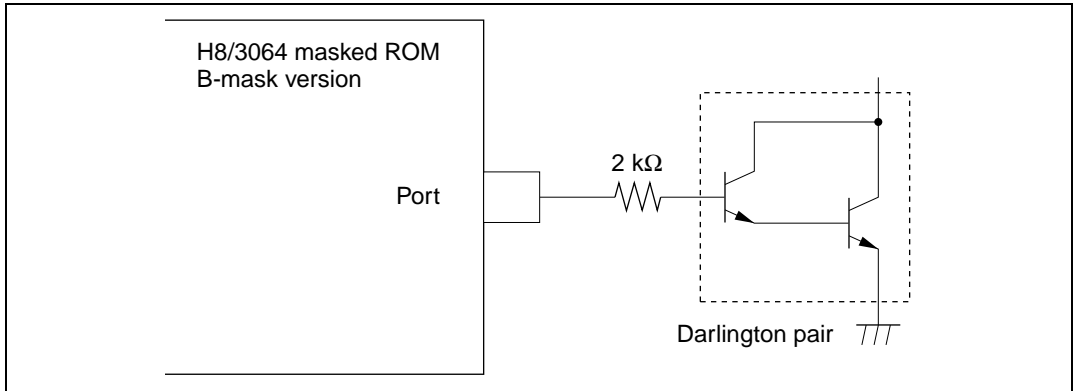 H8/3064 masked ROM
B-mask version
2 kΩ
Port
Darlington pair